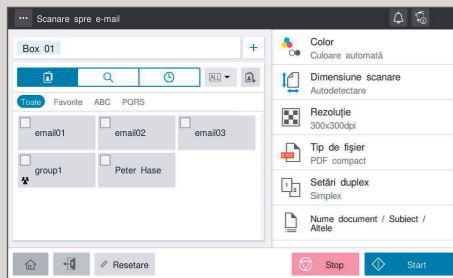 Scanare spre e-mail
Box 01
ALL
Toate Favorite ABC PQRS
email01
email02
email03
group1
Peter Hase
Resetare
Color
Culoare automată
Dimensiune scanare
Autodetectare
Rezoluție
300x300dpi
Tip de fișier
PDF compact
Setări duplex
Simplex
Nume document / Subiect /
Altele
Stop
Start